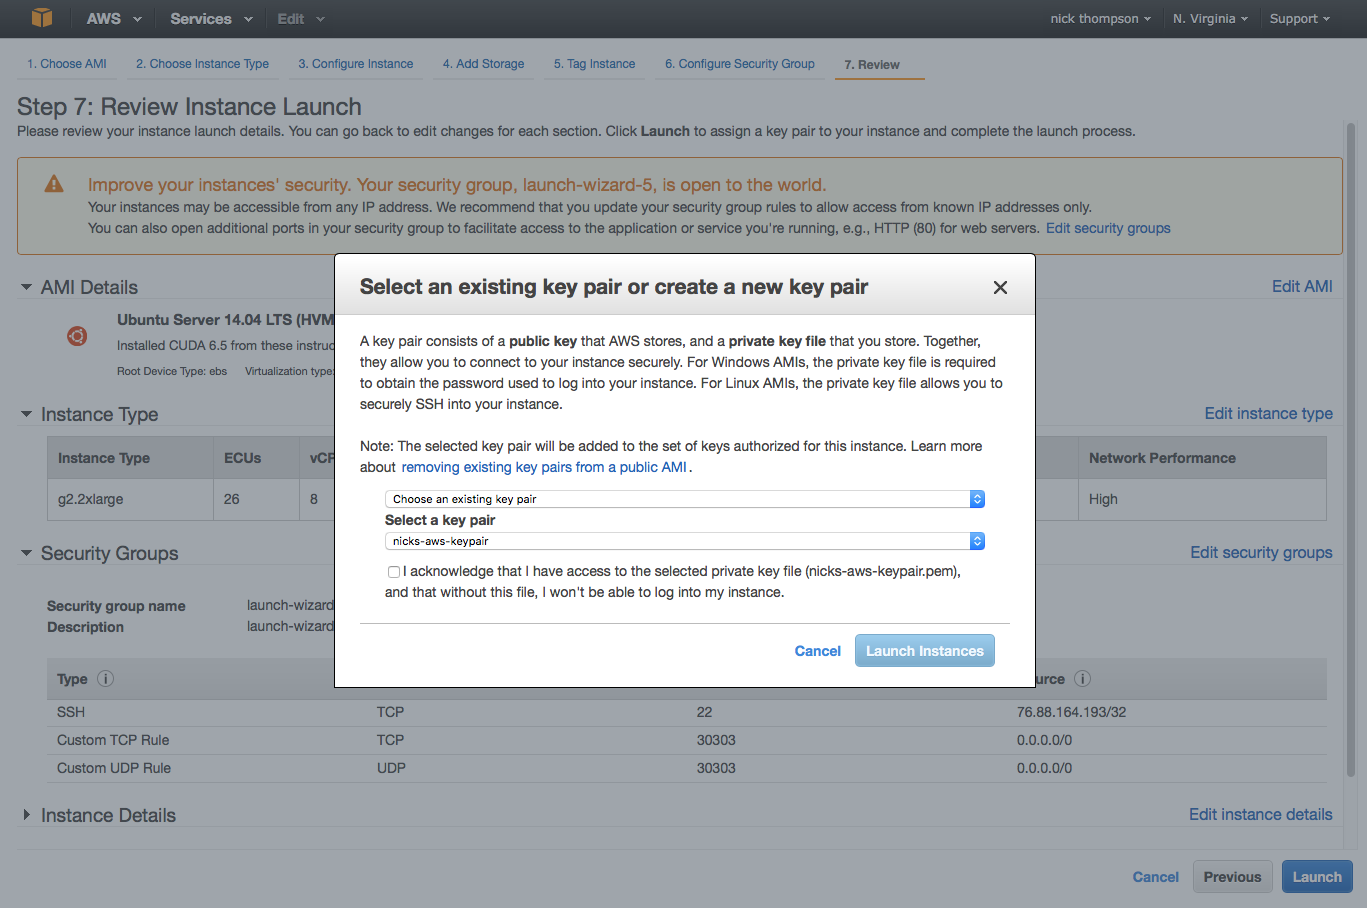 AWS Services Edit nick thompson N. Virginia Support
1. Choose AMI 2. Choose Instance Type 3. Configure Instance 4. Add Storage 5. Tag Instance 6. Configure Security Group 7. Review
Step 7: Review Instance Launch
Please review your instance launch details. You can go back to edit changes for each section. Click Launch to assign a key pair to your instance and complete the launch process.
Improve your instances' security. Your security group, launch-wizard-5, is open to the world.
Your instances may be accessible from any IP address. We recommend that you update your security group rules to allow access from known IP addresses only.
You can also open additional ports in your security group to facilitate access to the application or service you're running, e.g., HTTP (80) for web servers. Edit security groups
AMI Details Edit AMI
Ubuntu Server 14.04 LTS (HVM
Installed CUDA 6.5 from these instruc
Root Device Type: ebs Virtualization type:
Instance Type Edit instance type
Instance Type ECUs vCP Network Performance
g2.2xlarge 26 8 High
Security Groups Edit security groups
Security group name launch-wizard
Description launch-wizard
Type urce
SSH TCP 22 76.88.164.193/32
Custom TCP Rule TCP 30303 0.0.0.0/0
Custom UDP Rule UDP 30303 0.0.0.0/0
Instance Details Edit instance details
Cancel Previous Launch
Select an existing key pair or create a new key pair
A key pair consists of a public key that AWS stores, and a private key file that you store. Together,
they allow you to connect to your instance securely. For Windows AMIs, the private key file is required
to obtain the password used to log into your instance. For Linux AMIs, the private key file allows you to
securely SSH into your instance.
Note: The selected key pair will be added to the set of keys authorized for this instance. Learn more
about removing existing key pairs from a public AMI.
Choose an existing key pair
Select a key pair
nicks-aws-keypair
I acknowledge that I have access to the selected private key file (nicks-aws-keypair.pem),
and that without this file, I won't be able to log into my instance.
Cancel Launch Instances